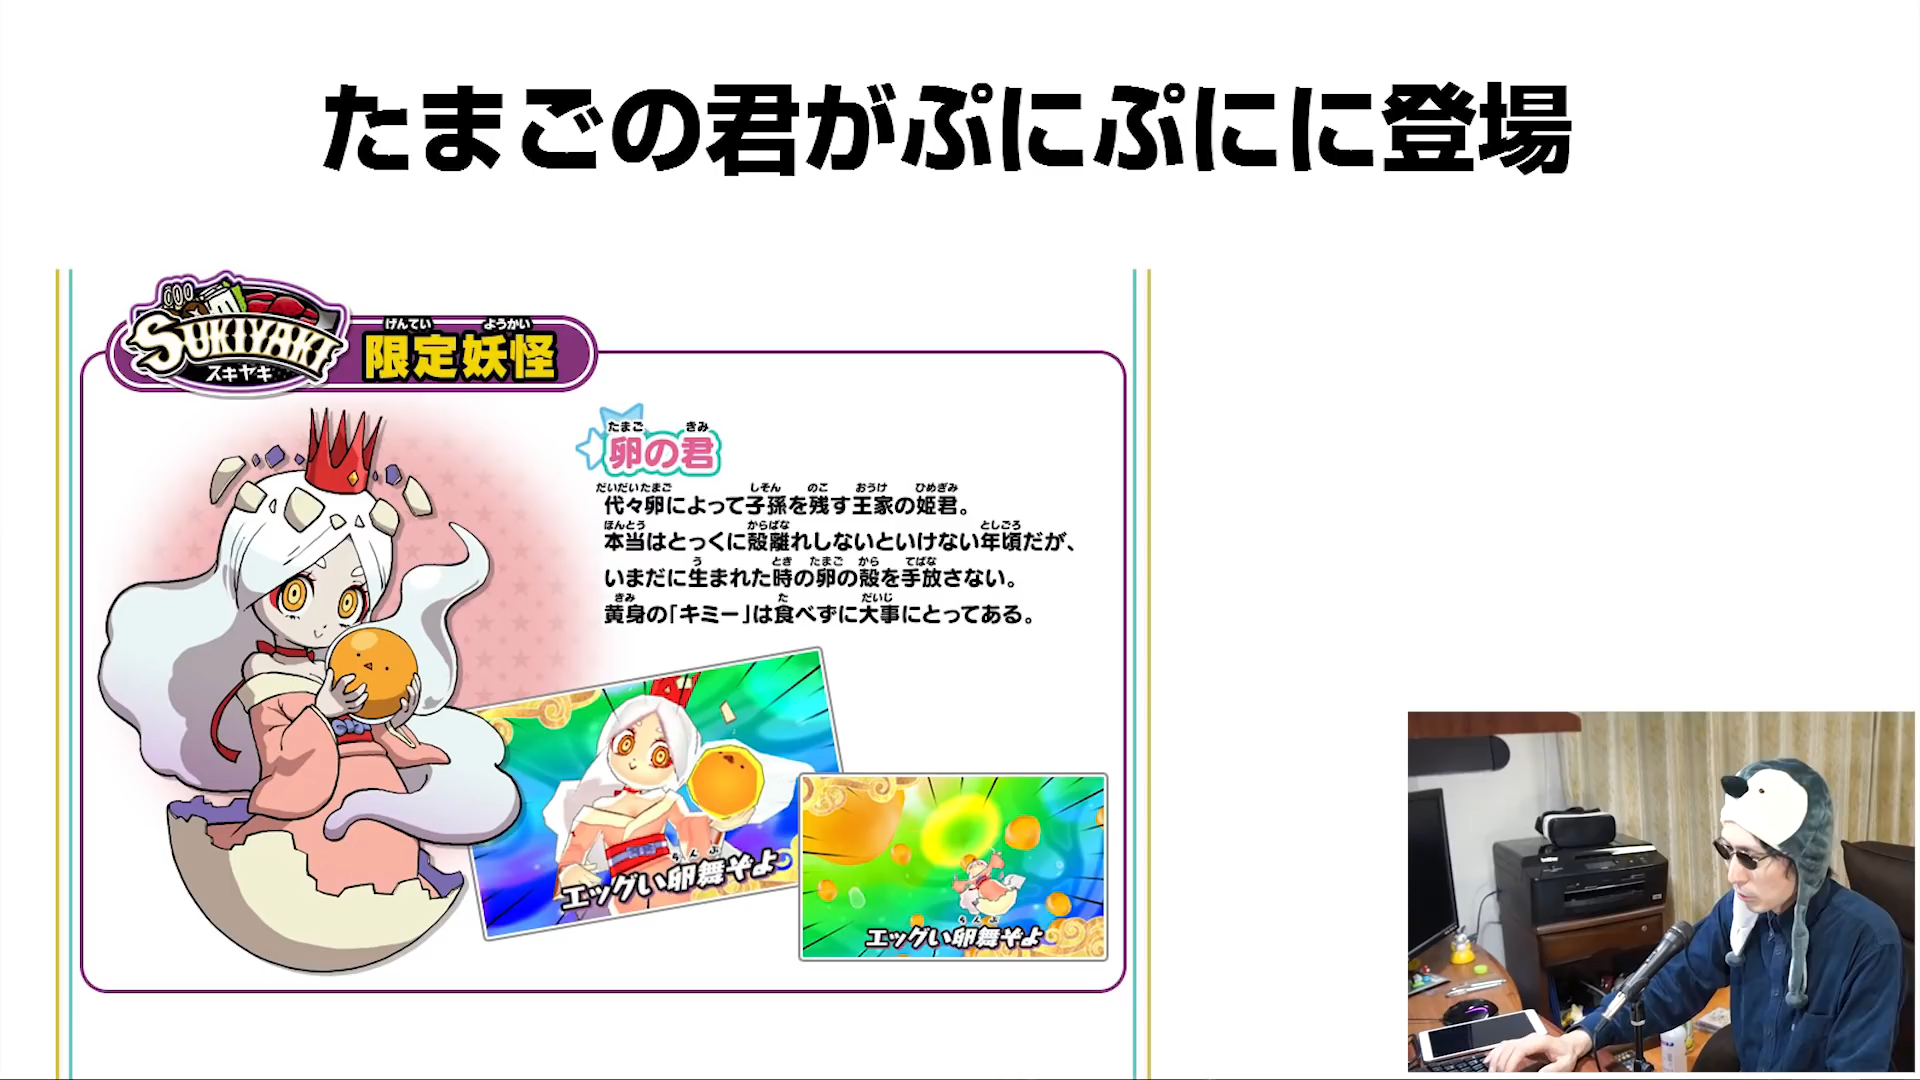 たまごの君がぷにぷにに登場
SUKIYAKI
スキヤキ
げんてい ようかい
限定妖怪
たまご きみ
卵の君
だいだいたまご しそん のこ おうけ ひめぎみ
代々卵によって子孫を残す王家の姫君。
ほんとう からばな としごろ
本当はとっくに殻離れしないといけない年頃だが、
う とき たまご から てばな
いまだに生まれた時の卵の殻を手放さない。
きみ た だいじ
黄身の「キミー」は食べずに大事にとってある。
らんぶ
エッグい卵舞ぞよ
らんぶ
エッグい卵舞ぞよ